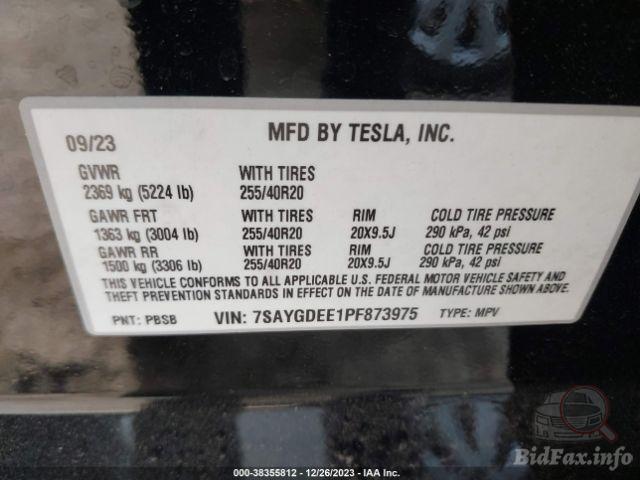 09/23 MFD BY TESLA, INC.
GVWR WITH TIRES
2369 kg (5224 lb) 255/40R20
GAWR FRT WITH TIRES RIM COLD TIRE PRESSURE
1363 kg (3004 lb) 255/40R20 20X9.5J 290 kPa, 42 psi
GAWR RR WITH TIRES RIM COLD TIRE PRESSURE
1500 kg (3306 lb) 255/40R20 20X9.5J 290 kPa, 42 psi
THIS VEHICLE CONFORMS TO ALL APPLICABLE U.S. FEDERAL MOTOR VEHICLE SAFETY AND
THEFT PREVENTION STANDARDS IN EFFECT ON THE DATE OF MANUFACTURE SHOWN ABOVE.
PNT: PBSB VIN: 7SAYGDEE1PF873975 TYPE: MPV
BidFax.info
000-38355812 - 12/26/2023 - IAA Inc.